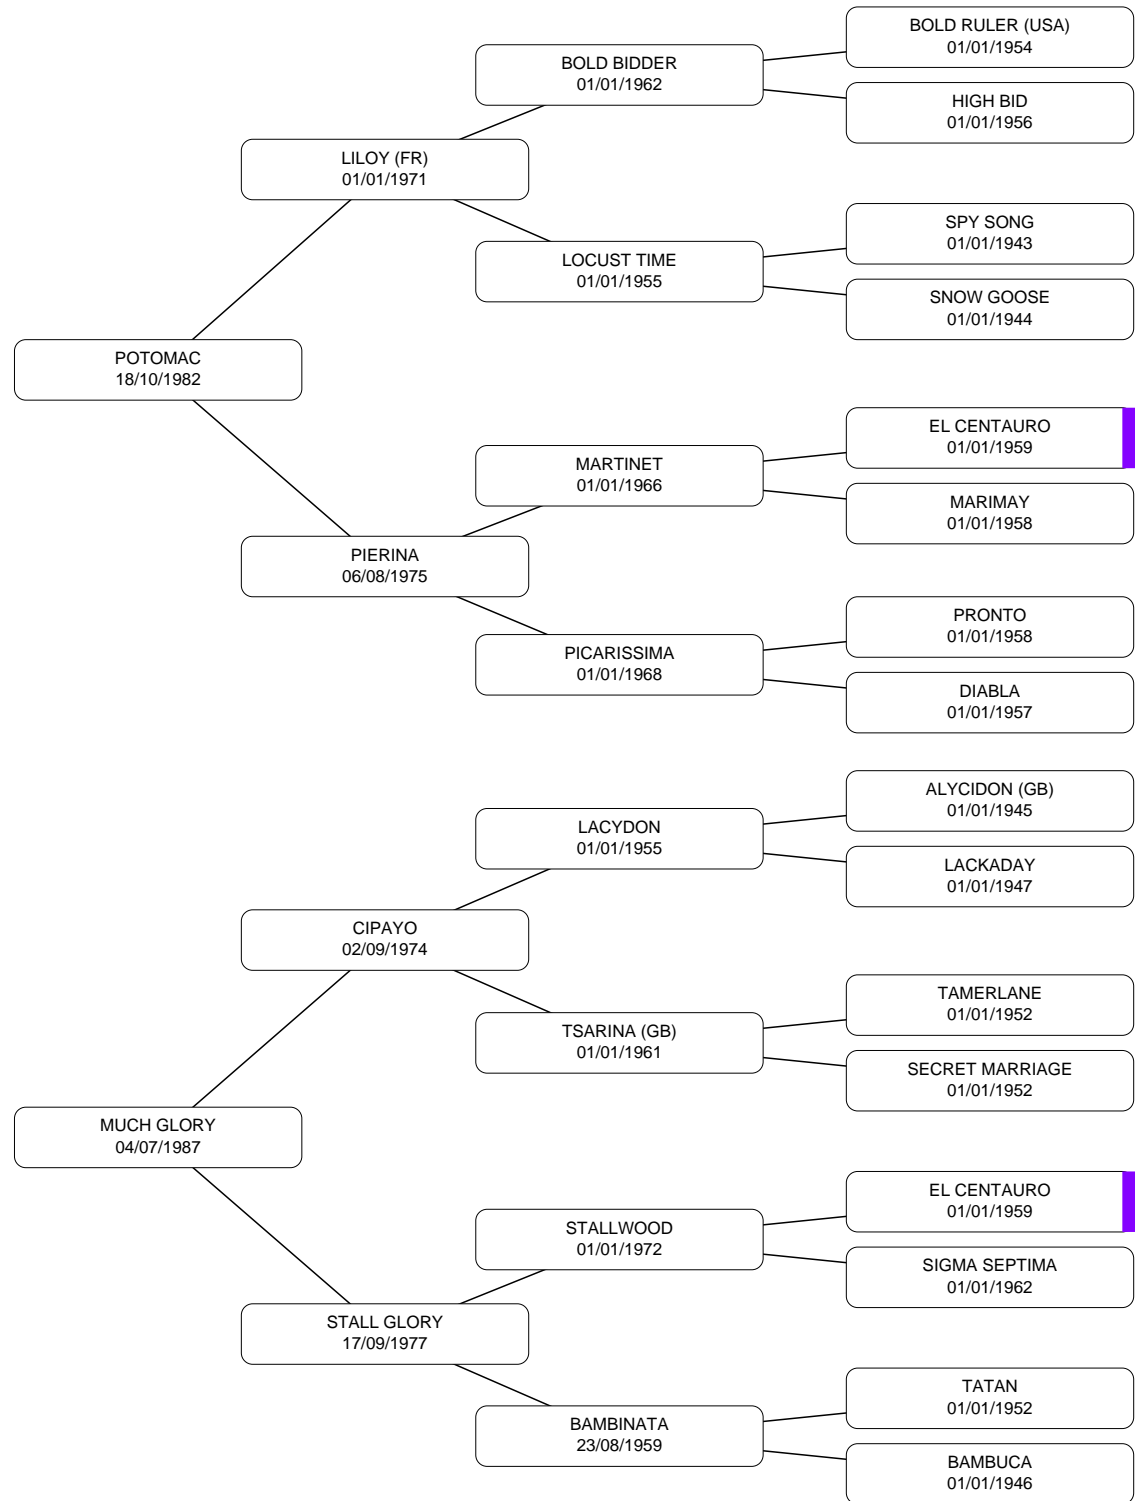 BOLD RULER (USA)
01/01/1954
BOLD BIDDER
01/01/1962
HIGH BID
01/01/1956
LILOY (FR)
01/01/1971
SPY SONG
01/01/1943
LOCUST TIME
01/01/1955
SNOW GOOSE
01/01/1944
POTOMAC
18/10/1982
EL CENTAURO
01/01/1959
MARTINET
01/01/1966
MARIMAY
01/01/1958
PIERINA
06/08/1975
PRONTO
01/01/1958
PICARISSIMA
01/01/1968
DIABLA
01/01/1957
ALYCIDON (GB)
01/01/1945
LACYDON
01/01/1955
LACKADAY
01/01/1947
CIPAYO
02/09/1974
TAMERLANE
01/01/1952
TSARINA (GB)
01/01/1961
SECRET MARRIAGE
01/01/1952
MUCH GLORY
04/07/1987
EL CENTAURO
01/01/1959
STALLWOOD
01/01/1972
SIGMA SEPTIMA
01/01/1962
STALL GLORY
17/09/1977
TATAN
01/01/1952
BAMBINATA
23/08/1959
BAMBUCA
01/01/1946